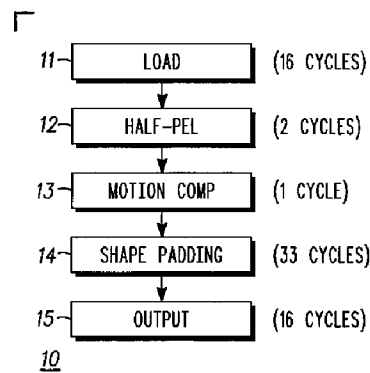 11 LOAD (16 CYCLES)
12 HALF-PEL (2 CYCLES)
13 MOTION COMP (1 CYCLE)
14 SHAPE PADDING (33 CYCLES)
15 OUTPUT (16 CYCLES)
10